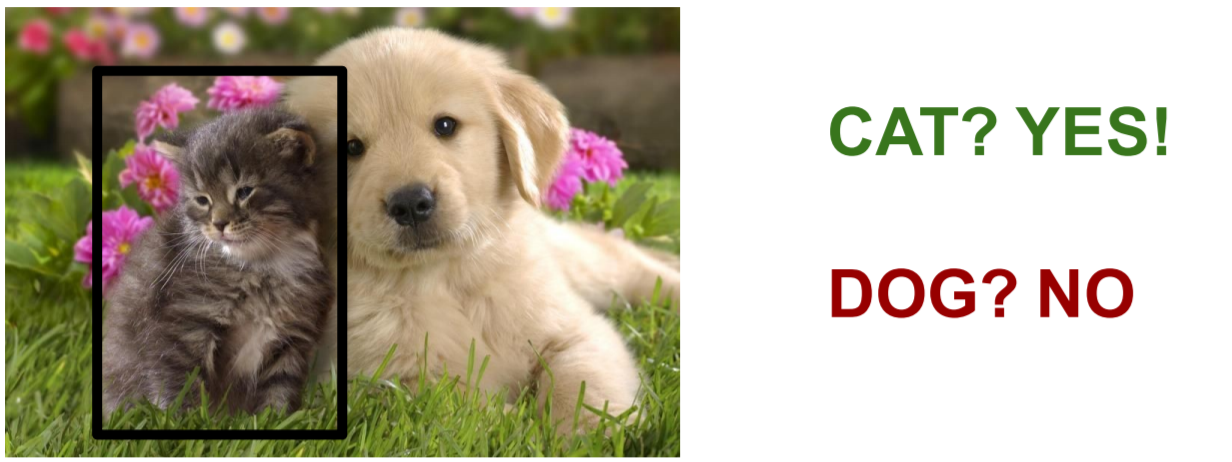 CAT? YES!
DOG? NO